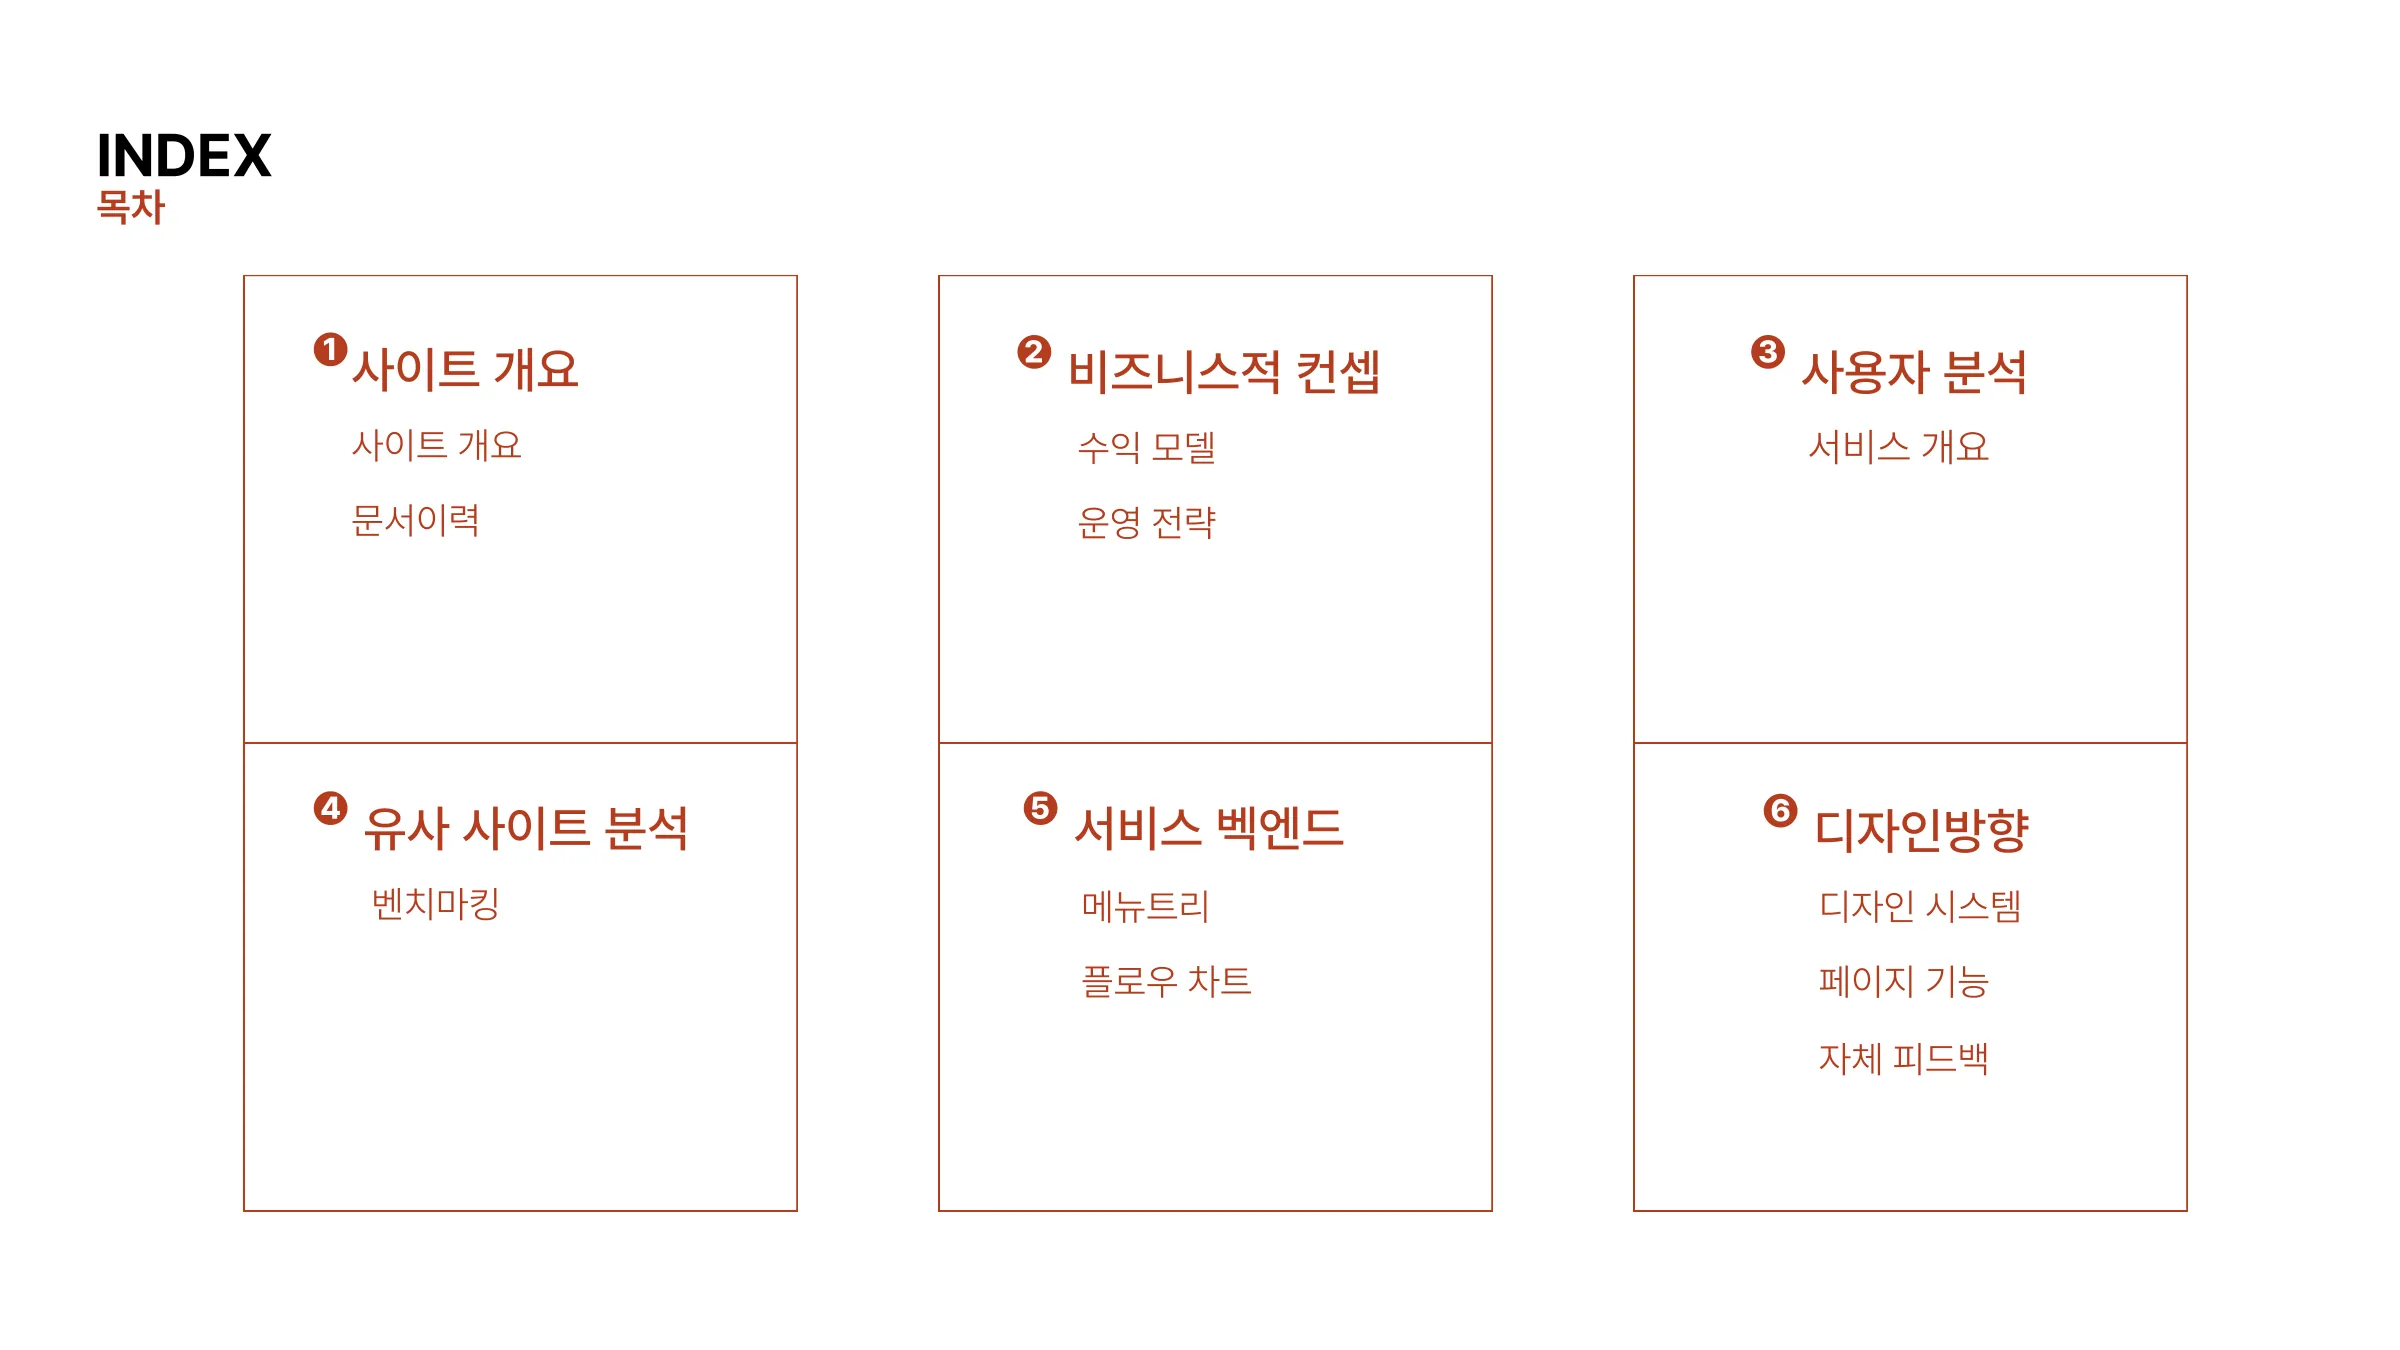 INDEX
목차
❶ 사이트 개요
사이트 개요
문서이력
❷ 비즈니스적 컨셉
수익 모델
운영 전략
❸ 사용자 분석
서비스 개요
❹ 유사 사이트 분석
벤치마킹
❺ 서비스 벡엔드
메뉴트리
플로우 차트
❻ 디자인방향
디자인 시스템
페이지 기능
자체 피드백